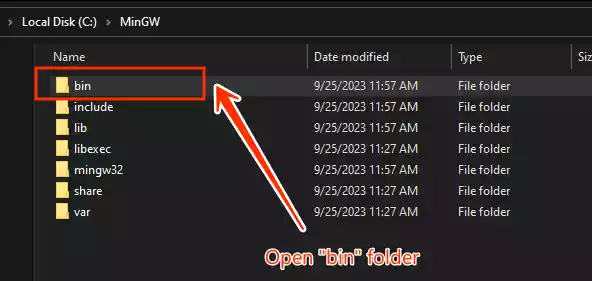 Local Disk (C:) > MinGW
Name Date modified Type Siz
bin 9/25/2023 11:57 AM File folder
include 9/25/2023 11:57 AM File folder
lib 9/25/2023 11:57 AM File folder
libexec 9/25/2023 11:27 AM File folder
mingw32 9/25/2023 11:57 AM File folder
share 9/25/2023 11:27 AM File folder
var 9/25/2023 11:27 AM File folder
Open "bin" folder